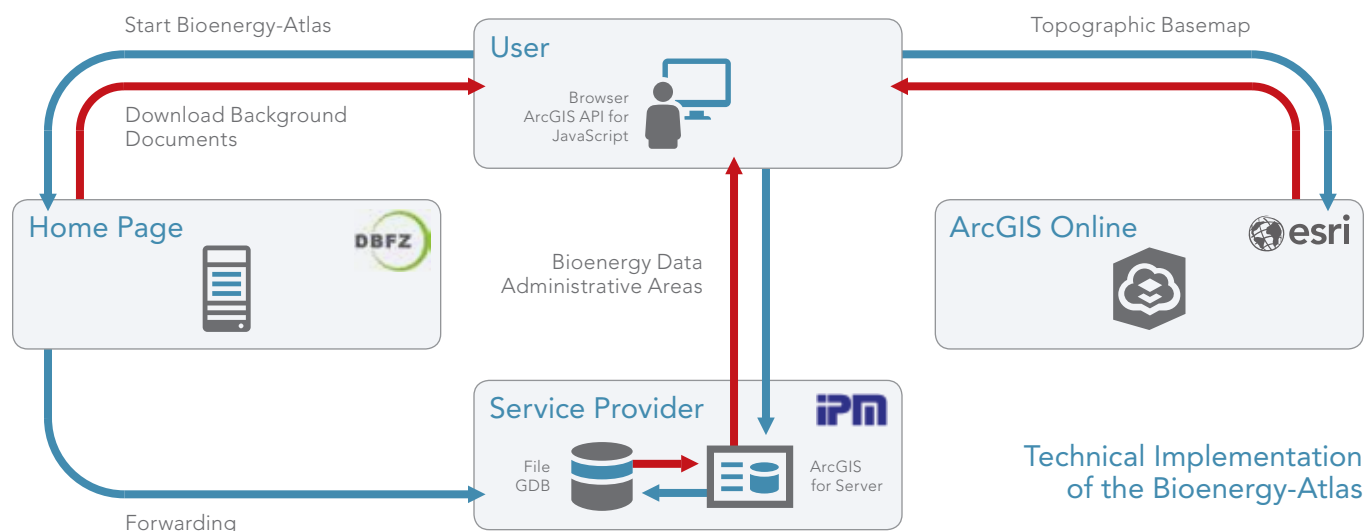 Start Bioenergy-Atlas
User
Topographic Basemap
Browser
ArcGIS API for
JavaScript
Download Background
Documents
Home Page
DBFZ
ArcGIS Online
esri
Bioenergy Data
Administrative Areas
Service Provider
iPM
File
GDB
ArcGIS
for Server
Technical Implementation
of the Bioenergy-Atlas
Forwarding